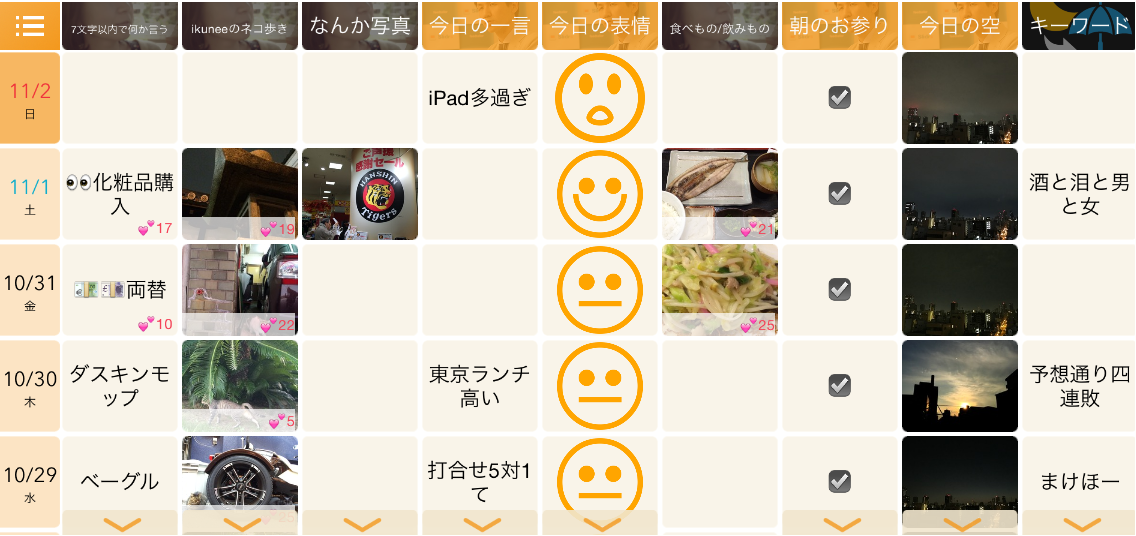 7文字以内で何か言う
ikuneeのネコ歩き
なんか写真
今日の一言
今日の表情
食べもの/飲みもの
朝のお参り
今日の空
キーワード
11/2
日
iPad多過ぎ
11/1
土
👀化粧品購
入
17
19
ご声援
感謝セール
HANSHIN
Tigers
21
酒と泪と男
と女
10/31
金
両替
10
22
25
10/30
木
ダスキンモ
ップ
5
東京ランチ
高い
予想通り四
連敗
10/29
水
ベーグル
打合せ5対1
て
まけほー